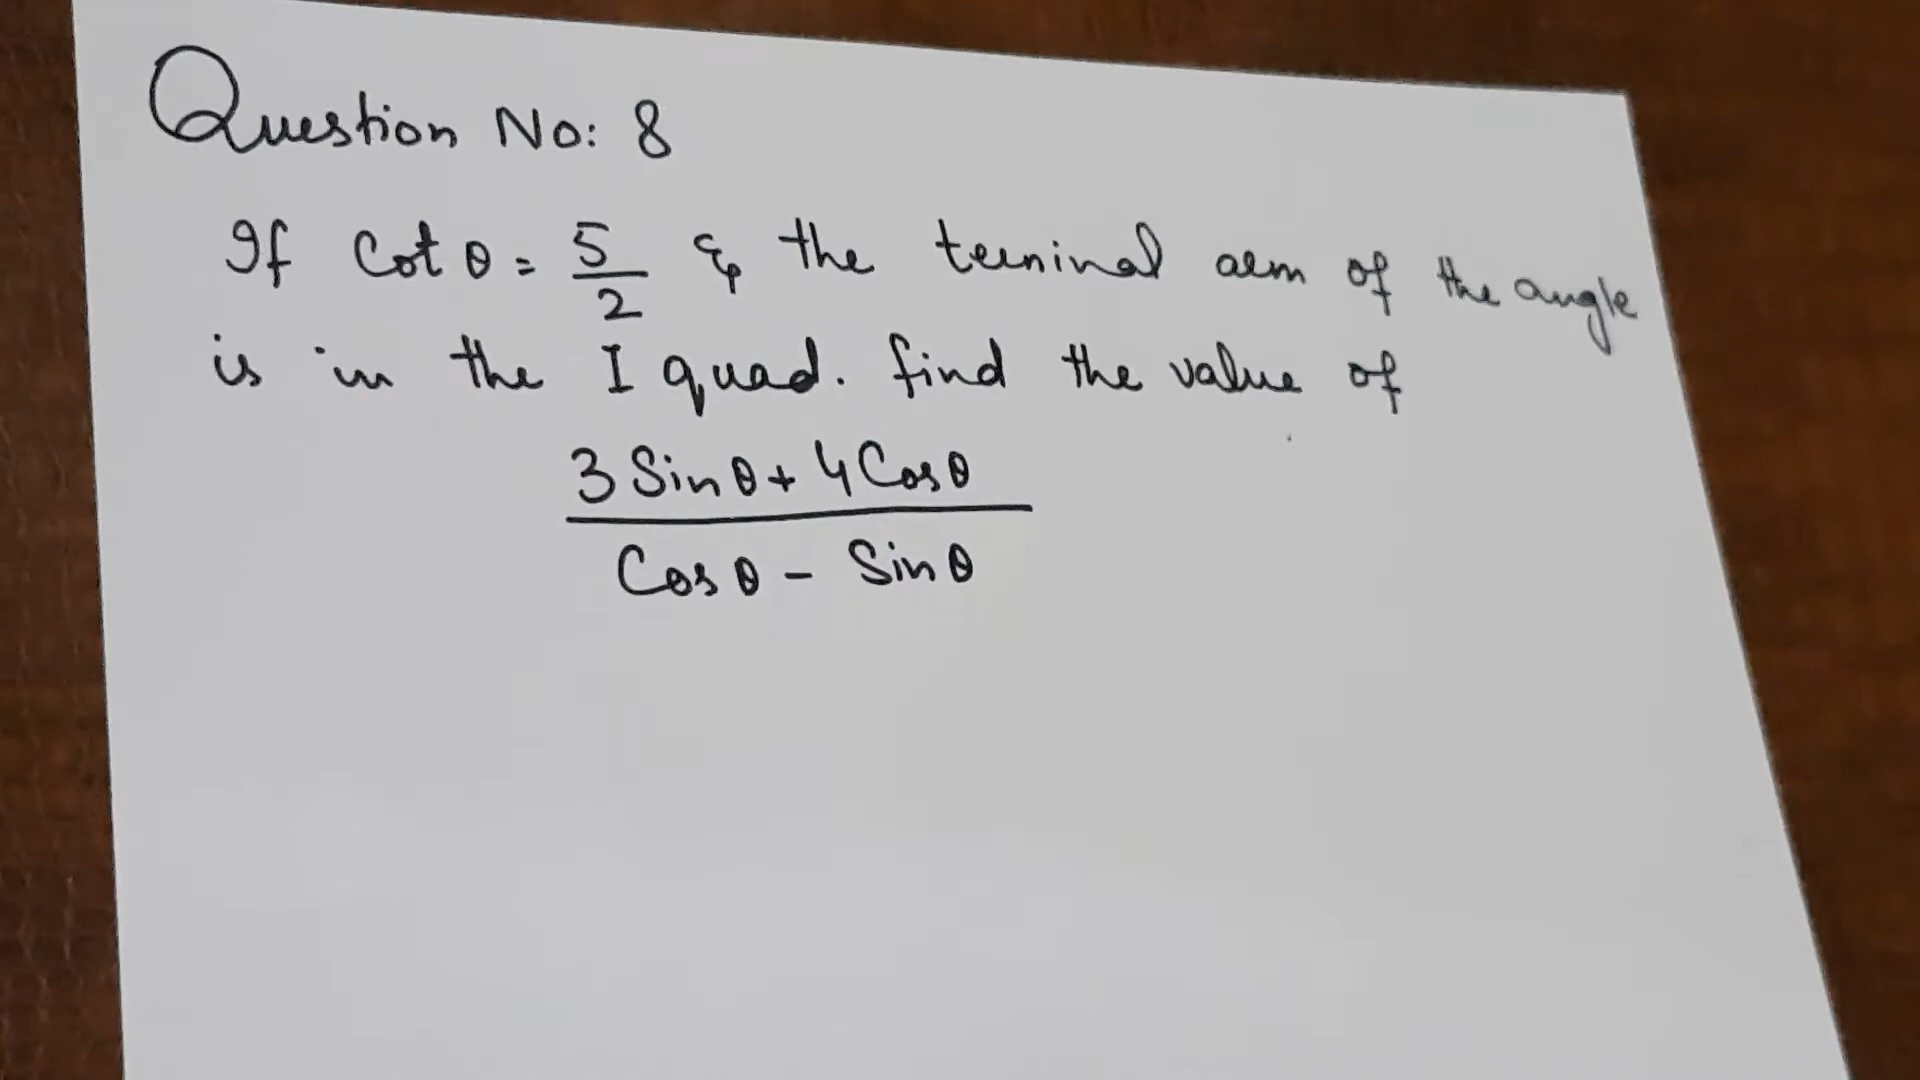 Question No: 8
If Cot θ = 5/2 & the terminal arm of the angle
is in the I quad. find the value of
3 Sin θ + 4 Cos θ
Cos θ - Sin θ